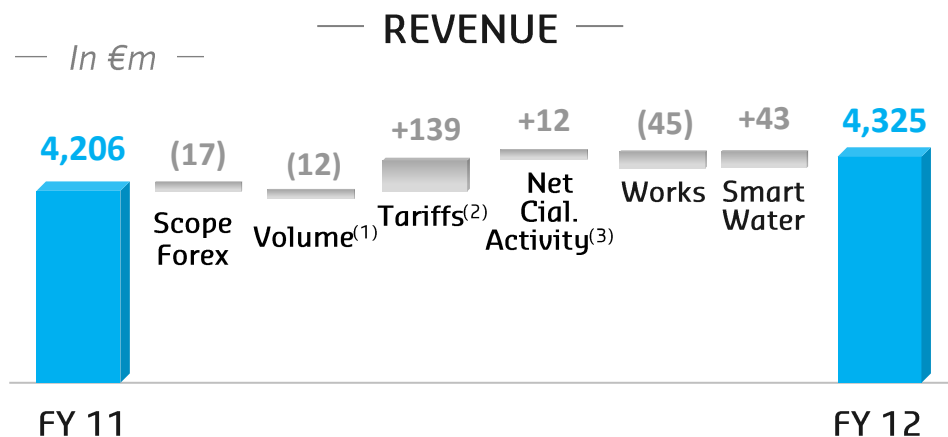 REVENUE
In €m
4,206
(17)
(12)
+139
+12
(45)
+43
4,325
Scope
Forex
Volume(1)
Tariffs(2)
Net
Cial.
Activity(3)
Works
Smart
Water
FY 11
FY 12